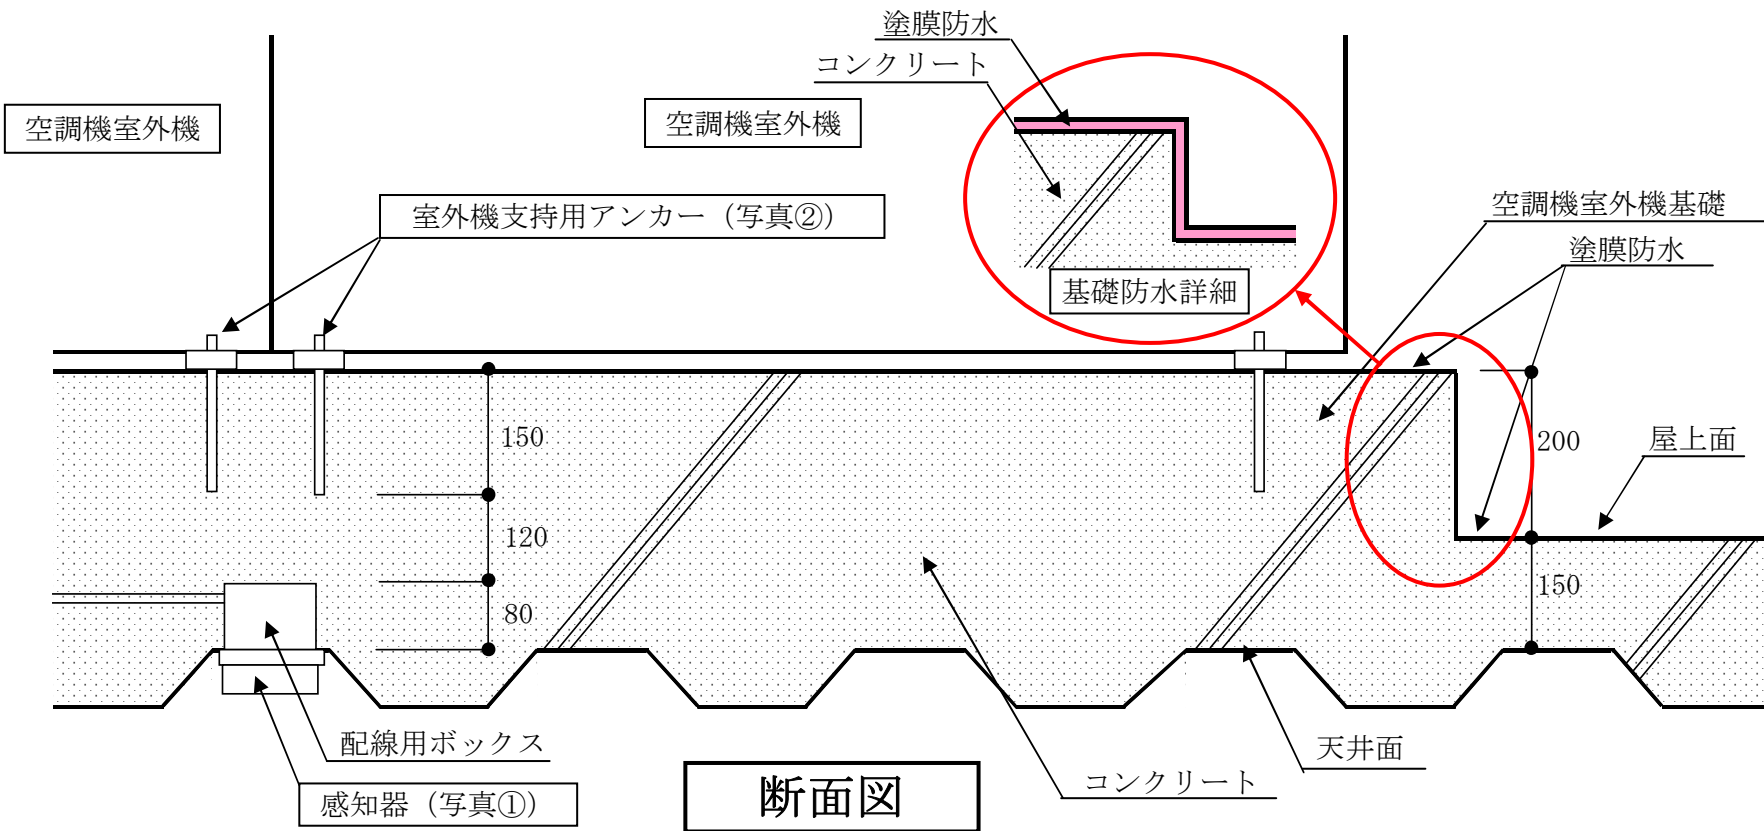 塗膜防水
コンクリート
空調機室外機
空調機室外機
室外機支持用アンカー（写真②）
空調機室外機基礎
塗膜防水
基礎防水詳細
150
200
屋上面
120
150
80
配線用ボックス
天井面
コンクリート
断面図
感知器（写真①）